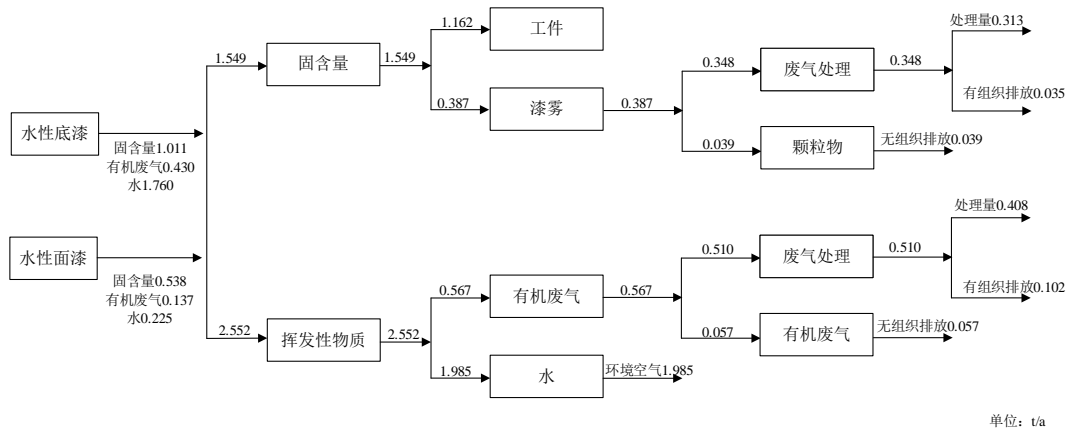 处理量0.313
1.162
工件
1.549
固含量
1.549
0.348
废气处理
0.348
有组织排放0.035
0.387
漆雾
0.387
水性底漆
固含量1.011
有机废气0.430
水1.760
0.039
颗粒物
无组织排放0.039
处理量0.408
水性面漆
固含量0.538
有机废气0.137
水0.225
0.510
废气处理
0.510
有组织排放0.102
0.567
有机废气
0.567
2.552
挥发性物质
2.552
0.057
有机废气
无组织排放0.057
1.985
水
环境空气1.985
单位：t/a